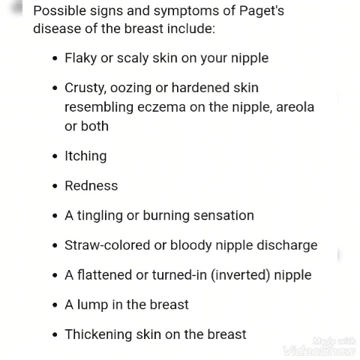 Possible signs and symptoms of Paget's
disease of the breast include:
• Flaky or scaly skin on your nipple
• Crusty, oozing or hardened skin
resembling eczema on the nipple, areola
or both
• Itching
• Redness
• A tingling or burning sensation
• Straw-colored or bloody nipple discharge
• A flattened or turned-in (inverted) nipple
• A lump in the breast
• Thickening skin on the breast
Made with
VideoShow